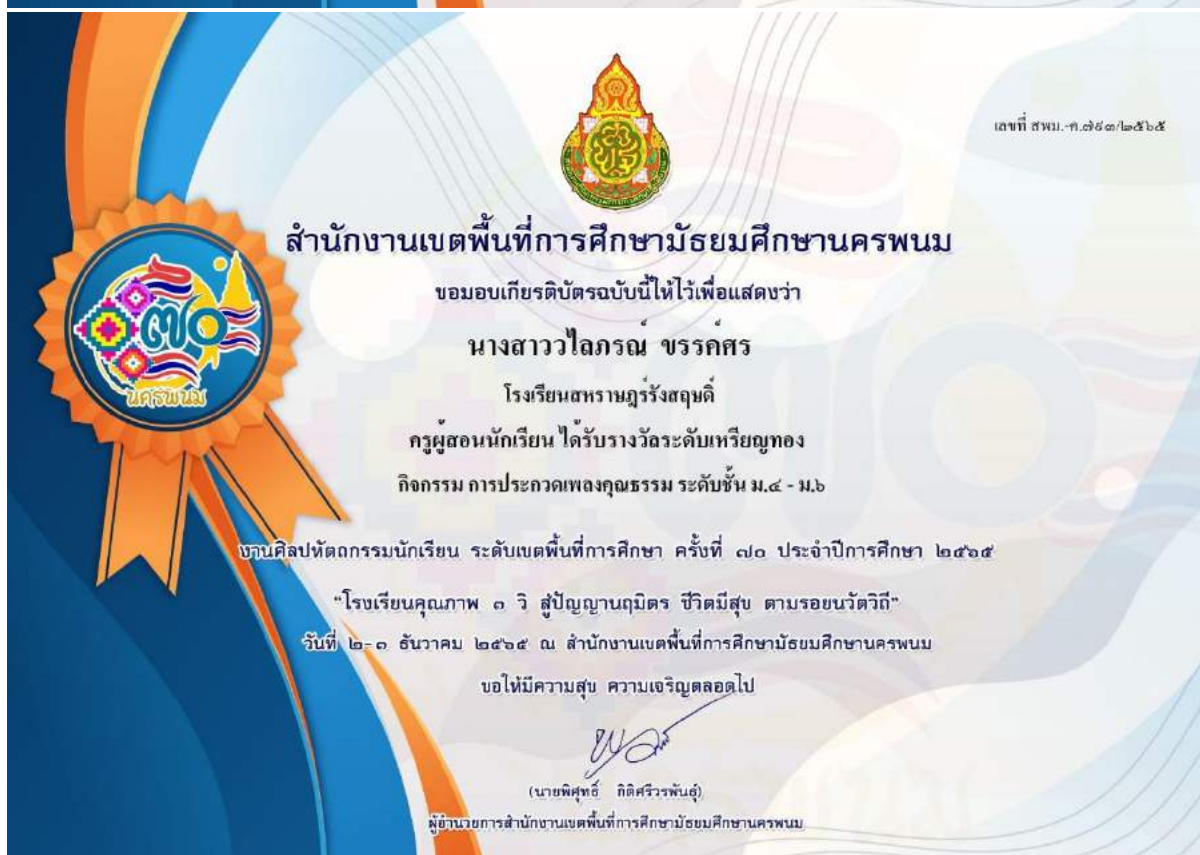 เลขที่ สพม.-ค.๗๙๓/๒๕๖๕
สำนักงานเขตพื้นที่การศึกษามัธยมศึกษานครพนม
ขอมอบเกียรติบัตรฉบับนี้ให้ไว้เพื่อแสดงว่า
นางสาววไลภรณ์ ขรรค์ศร
โรงเรียนสหราษฎร์รังสฤษดิ์
ครูผู้สอนนักเรียน ได้รับรางวัลระดับเหรียญทอง
กิจกรรม การประกวดเพลงคุณธรรม ระดับชั้น ม.๔ - ม.๖
๗๐
นครพนม
งานศิลปหัตถกรรมนักเรียน ระดับเขตพื้นที่การศึกษา ครั้งที่ ๗๐ ประจำปีการศึกษา ๒๕๖๕
"โรงเรียนคุณภาพ ๓ วิ สู่ปัญญานฤมิตร ชีวิตมีสุข ตามรอยนวัตวิถี"
วันที่ ๒-๓ ธันวาคม ๒๕๖๕ ณ สำนักงานเขตพื้นที่การศึกษามัธยมศึกษานครพนม
ขอให้มีความสุข ความเจริญตลอดไป
(นายพิศุทธิ์ กิติศรีวรพันธุ์)
ผู้อำนวยการสำนักงานเขตพื้นที่การศึกษามัธยมศึกษานครพนม